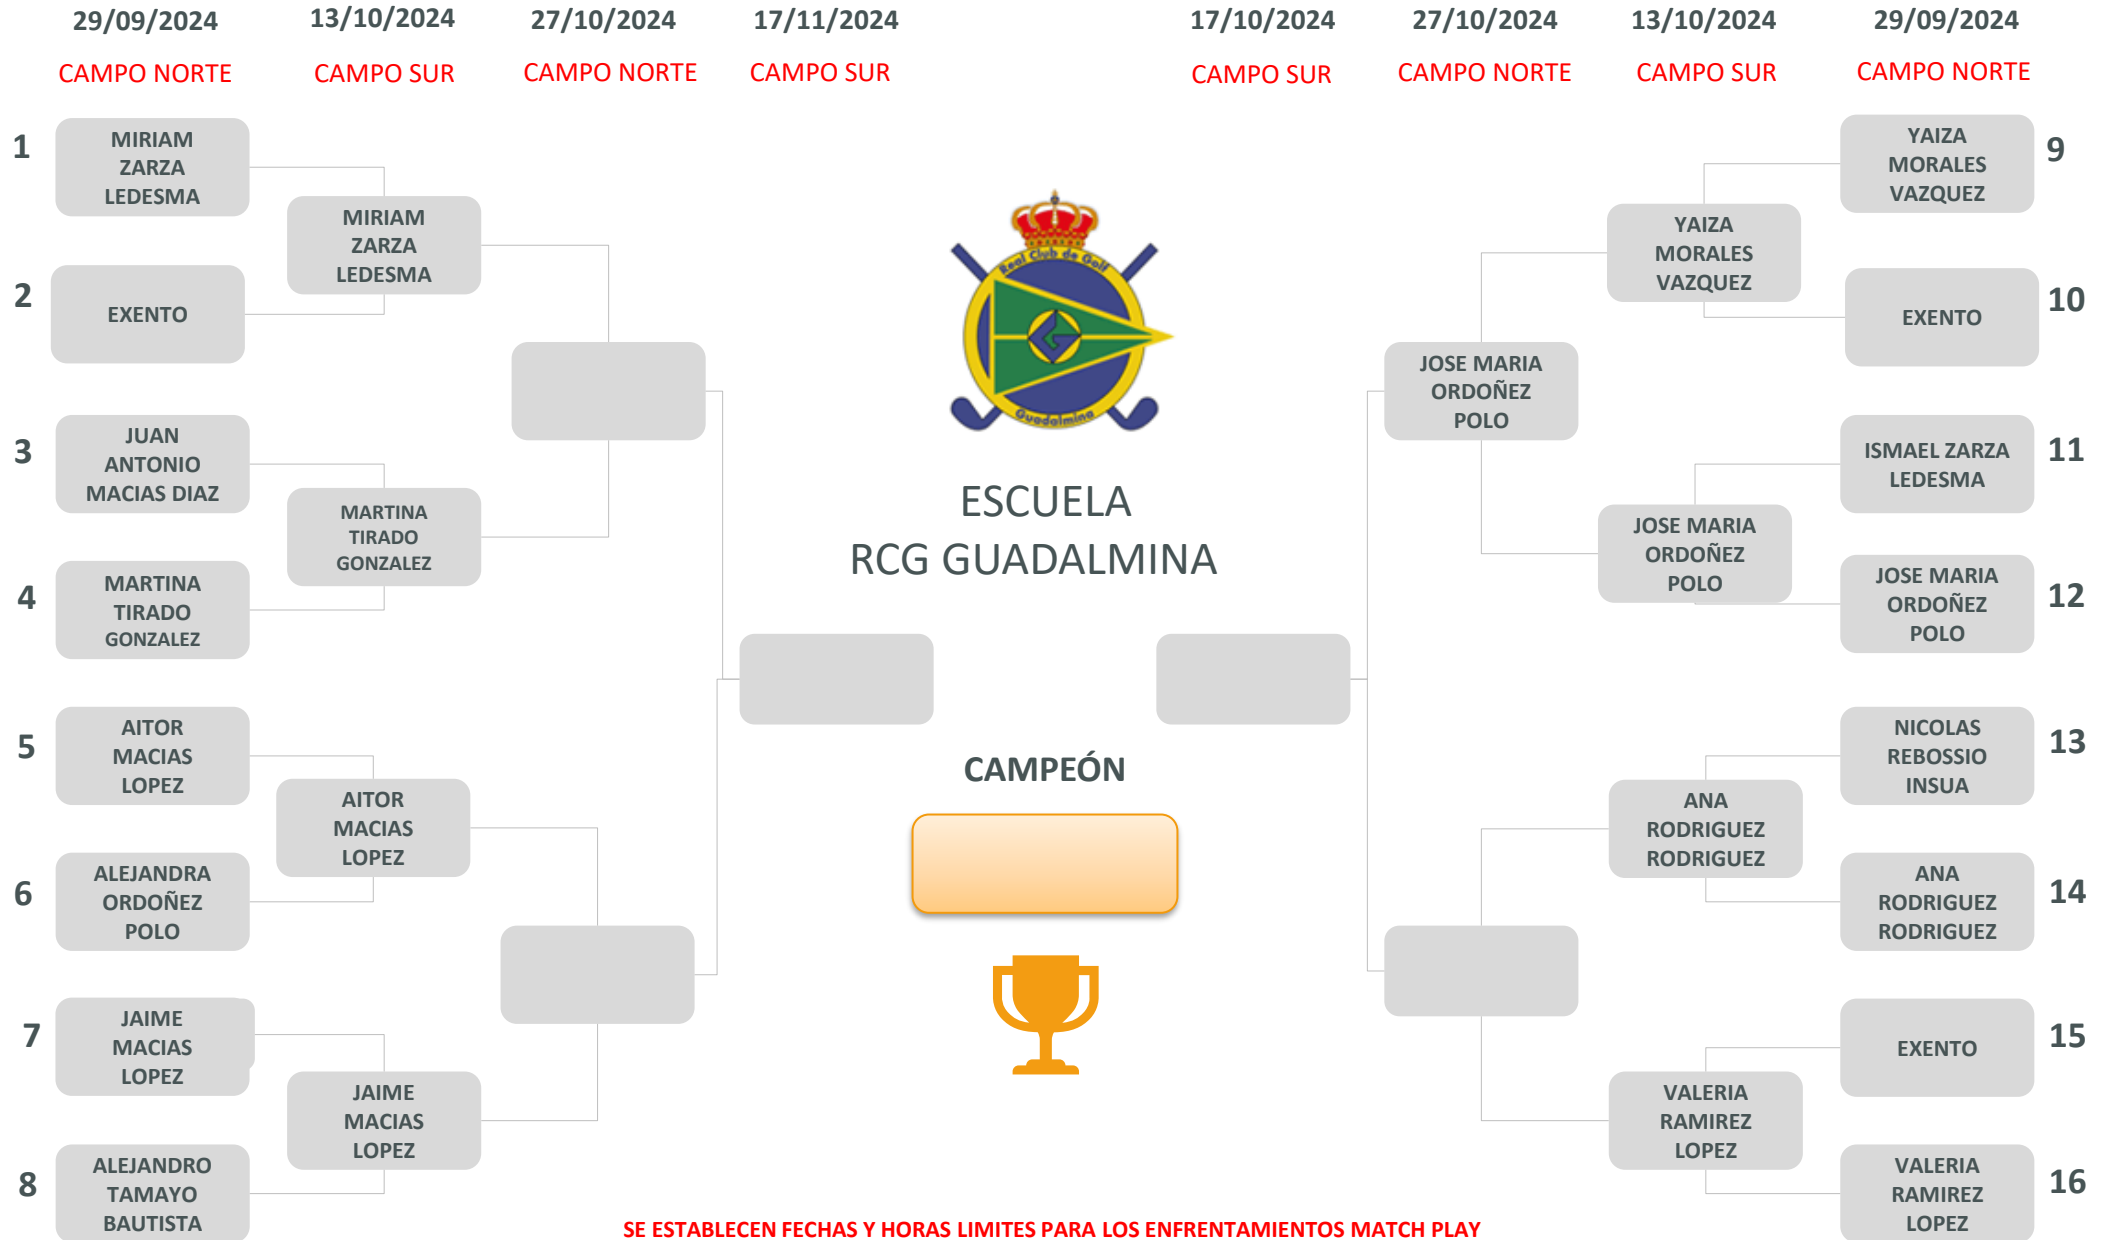 29/09/2024
13/10/2024
27/10/2024
17/11/2024
17/10/2024
27/10/2024
13/10/2024
29/09/2024
CAMPO NORTE
CAMPO SUR
CAMPO NORTE
CAMPO SUR
CAMPO SUR
CAMPO NORTE
CAMPO SUR
CAMPO NORTE
1
MIRIAM
ZARZA
LEDESMA
2
EXENTO
3
JUAN
ANTONIO
MACIAS DIAZ
4
MARTINA
TIRADO
GONZALEZ
5
AITOR
MACIAS
LOPEZ
6
ALEJANDRA
ORDOÑEZ
POLO
7
JAIME
MACIAS
LOPEZ
8
ALEJANDRO
TAMAYO
BAUTISTA
MIRIAM
ZARZA
LEDESMA
MARTINA
TIRADO
GONZALEZ
AITOR
MACIAS
LOPEZ
JAIME
MACIAS
LOPEZ
Real Club de Golf
Guadalmina
ESCUELA
RCG GUADALMINA
CAMPEÓN
JOSE MARIA
ORDOÑEZ
POLO
YAIZA
MORALES
VAZQUEZ
JOSE MARIA
ORDOÑEZ
POLO
ANA
RODRIGUEZ
RODRIGUEZ
VALERIA
RAMIREZ
LOPEZ
YAIZA
MORALES
VAZQUEZ
9
EXENTO
10
ISMAEL ZARZA
LEDESMA
11
JOSE MARIA
ORDOÑEZ
POLO
12
NICOLAS
REBOSSIO
INSUA
13
ANA
RODRIGUEZ
RODRIGUEZ
14
EXENTO
15
VALERIA
RAMIREZ
LOPEZ
16
SE ESTABLECEN FECHAS Y HORAS LIMITES PARA LOS ENFRENTAMIENTOS MATCH PLAY